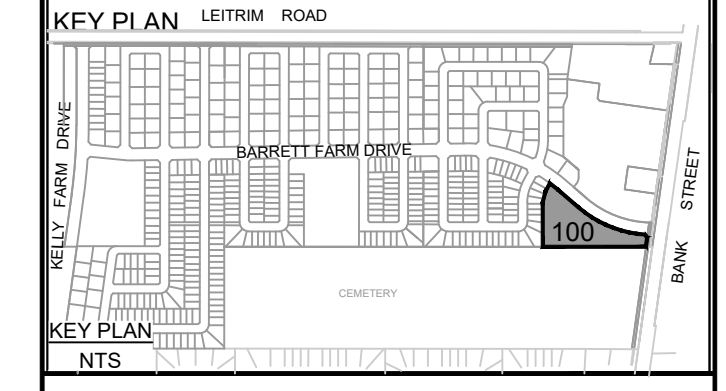 KEY PLAN
LEITRIM ROAD
KELLY FARM DRIVE
BARRETT FARM DRIVE
BANK STREET
100
CEMETERY
KEY PLAN
NTS